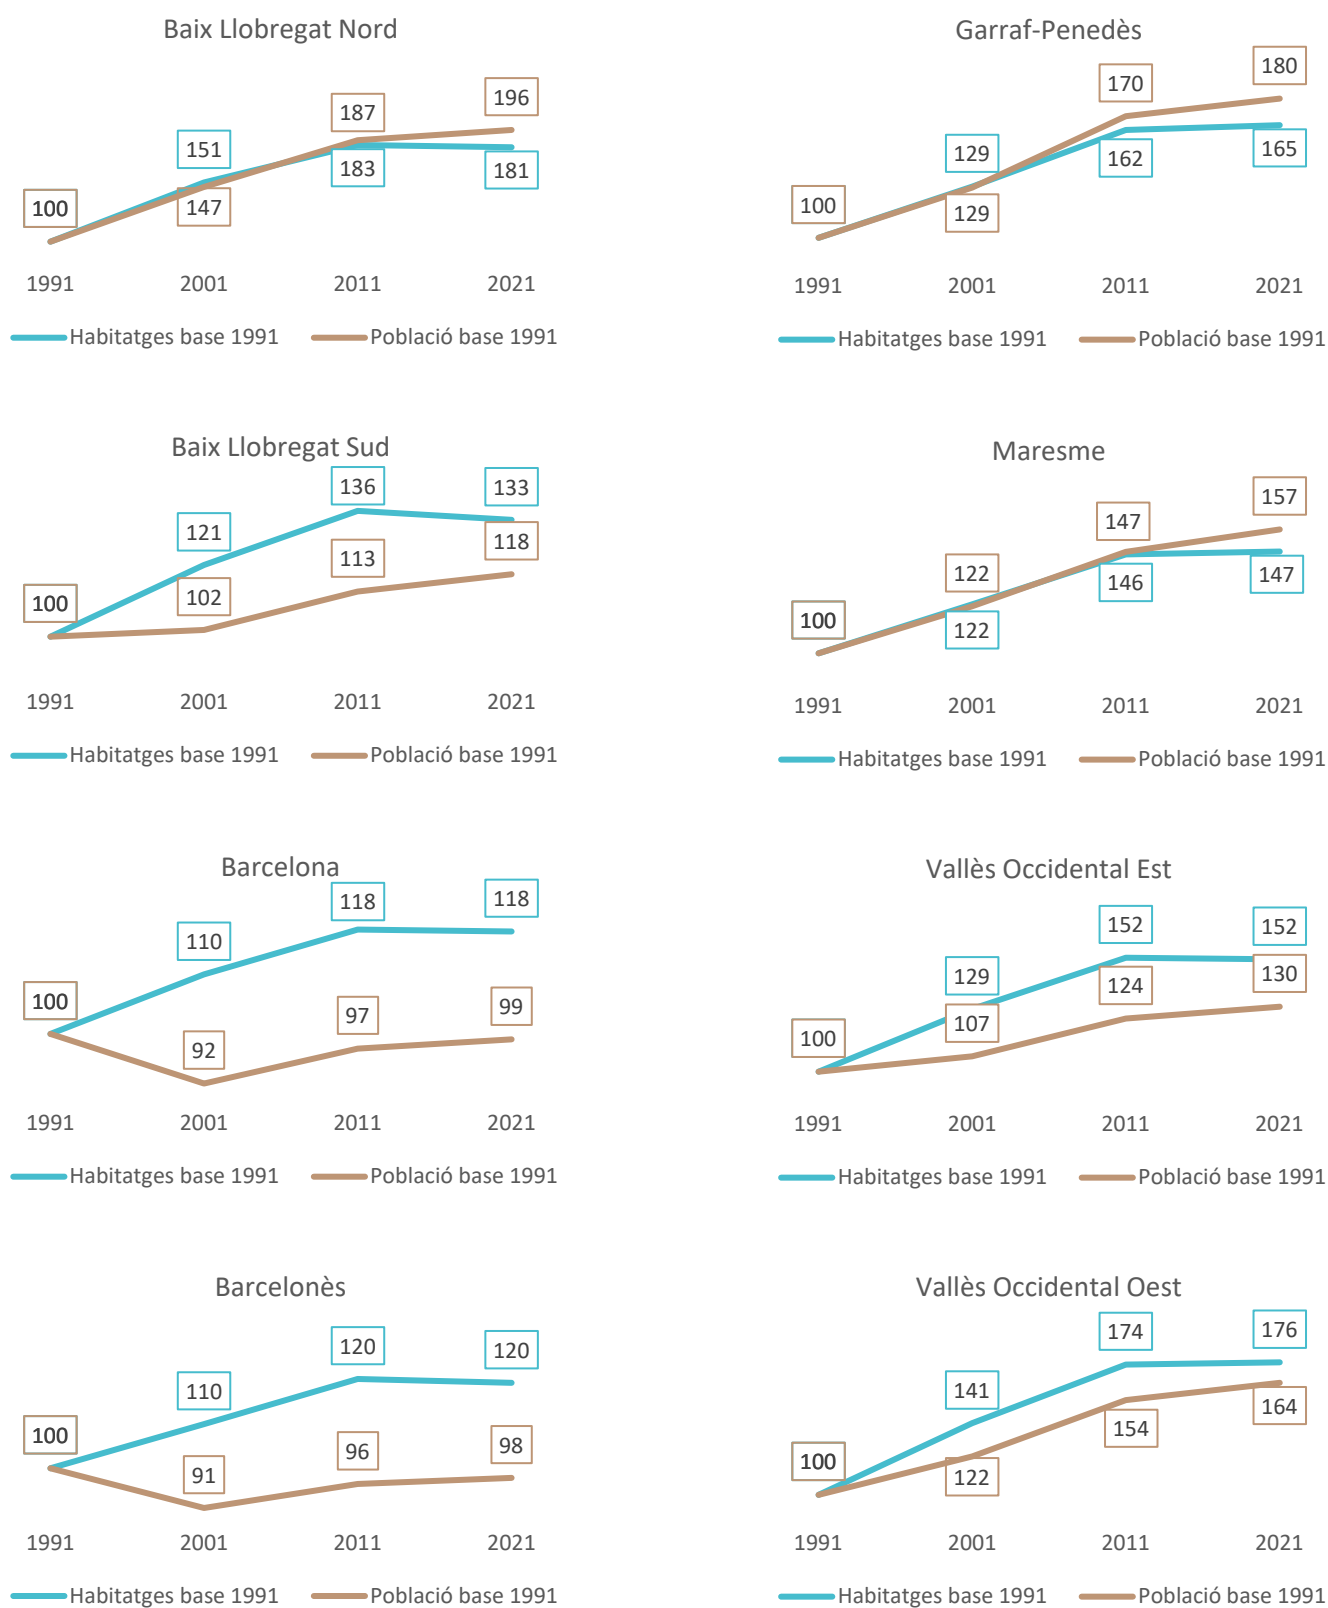 Baix Llobregat Nord
187
196
151
183
181
100
147
1991 2001 2011 2021
Habitatges base 1991 Població base 1991
Garraf-Penedès
180
170
129
162
165
100
129
1991 2001 2011 2021
Habitatges base 1991 Població base 1991
Baix Llobregat Sud
136
133
121
113
118
100
102
1991 2001 2011 2021
Habitatges base 1991 Població base 1991
Maresme
157
147
122
146
147
100
122
1991 2001 2011 2021
Habitatges base 1991 Població base 1991
Barcelona
118
118
110
100
97
99
92
1991 2001 2011 2021
Habitatges base 1991 Població base 1991
Vallès Occidental Est
152
152
129
124
130
100
107
1991 2001 2011 2021
Habitatges base 1991 Població base 1991
Barcelonès
120
120
110
100
96
98
91
1991 2001 2011 2021
Habitatges base 1991 Població base 1991
Vallès Occidental Oest
174
176
141
154
164
100
122
1991 2001 2011 2021
Habitatges base 1991 Població base 1991